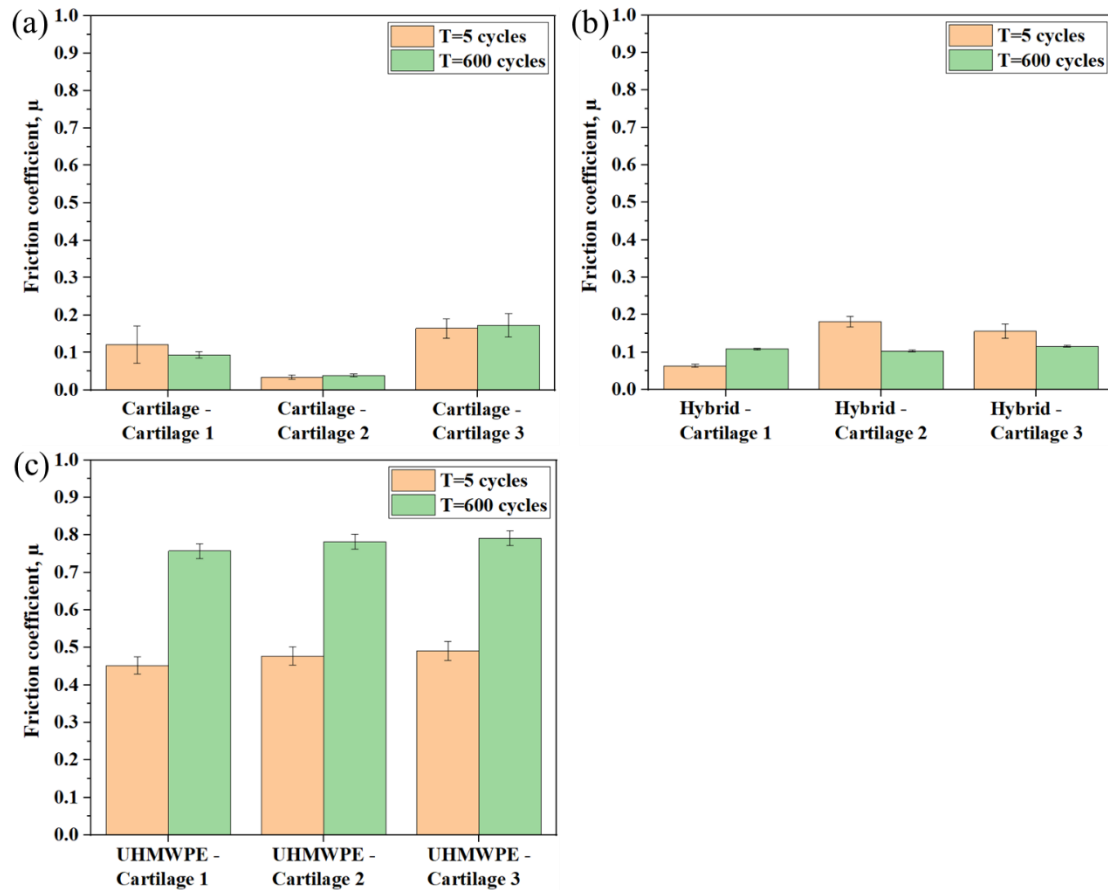 (a)
Friction coefficient, μ
1.0
0.9
0.8
0.7
0.6
0.5
0.4
0.3
0.2
0.1
0.0
T=5 cycles
T=600 cycles
Cartilage -
Cartilage 1
Cartilage -
Cartilage 2
Cartilage -
Cartilage 3
(b)
Friction coefficient, μ
1.0
0.9
0.8
0.7
0.6
0.5
0.4
0.3
0.2
0.1
0.0
T=5 cycles
T=600 cycles
Hybrid -
Cartilage 1
Hybrid -
Cartilage 2
Hybrid -
Cartilage 3
(c)
Friction coefficient, μ
1.0
0.9
0.8
0.7
0.6
0.5
0.4
0.3
0.2
0.1
0.0
T=5 cycles
T=600 cycles
UHMWPE -
Cartilage 1
UHMWPE -
Cartilage 2
UHMWPE -
Cartilage 3